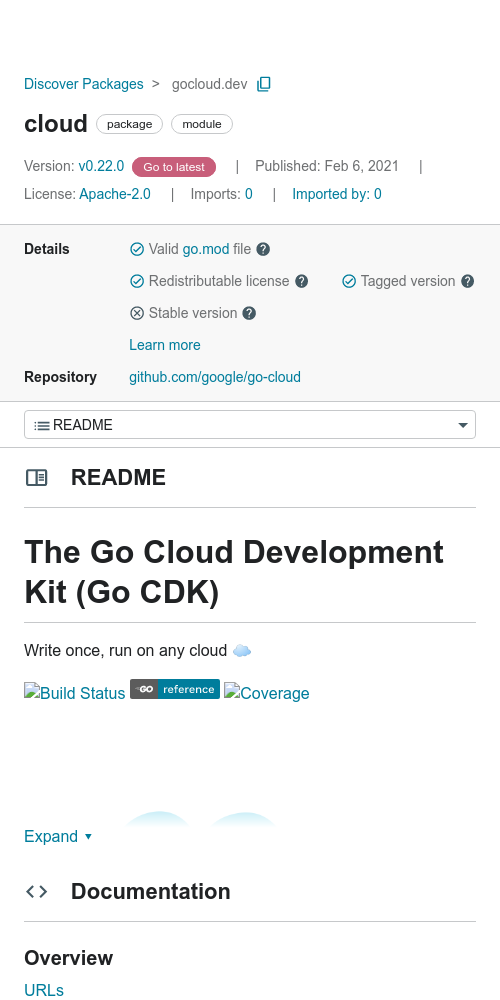 Discover Packages > gocloud.dev
cloud package module
Version: v0.22.0 Go to latest | Published: Feb 6, 2021 |
License: Apache-2.0 | Imports: 0 | Imported by: 0
Details Valid go.mod file ?
Redistributable license ? Tagged version ?
Stable version ?
Learn more
Repository github.com/google/go-cloud
README
README
The Go Cloud Development
Kit (Go CDK)
Write once, run on any cloud ☁️
Build Status GO reference Coverage
Expand ▼
Documentation
Overview
URLs